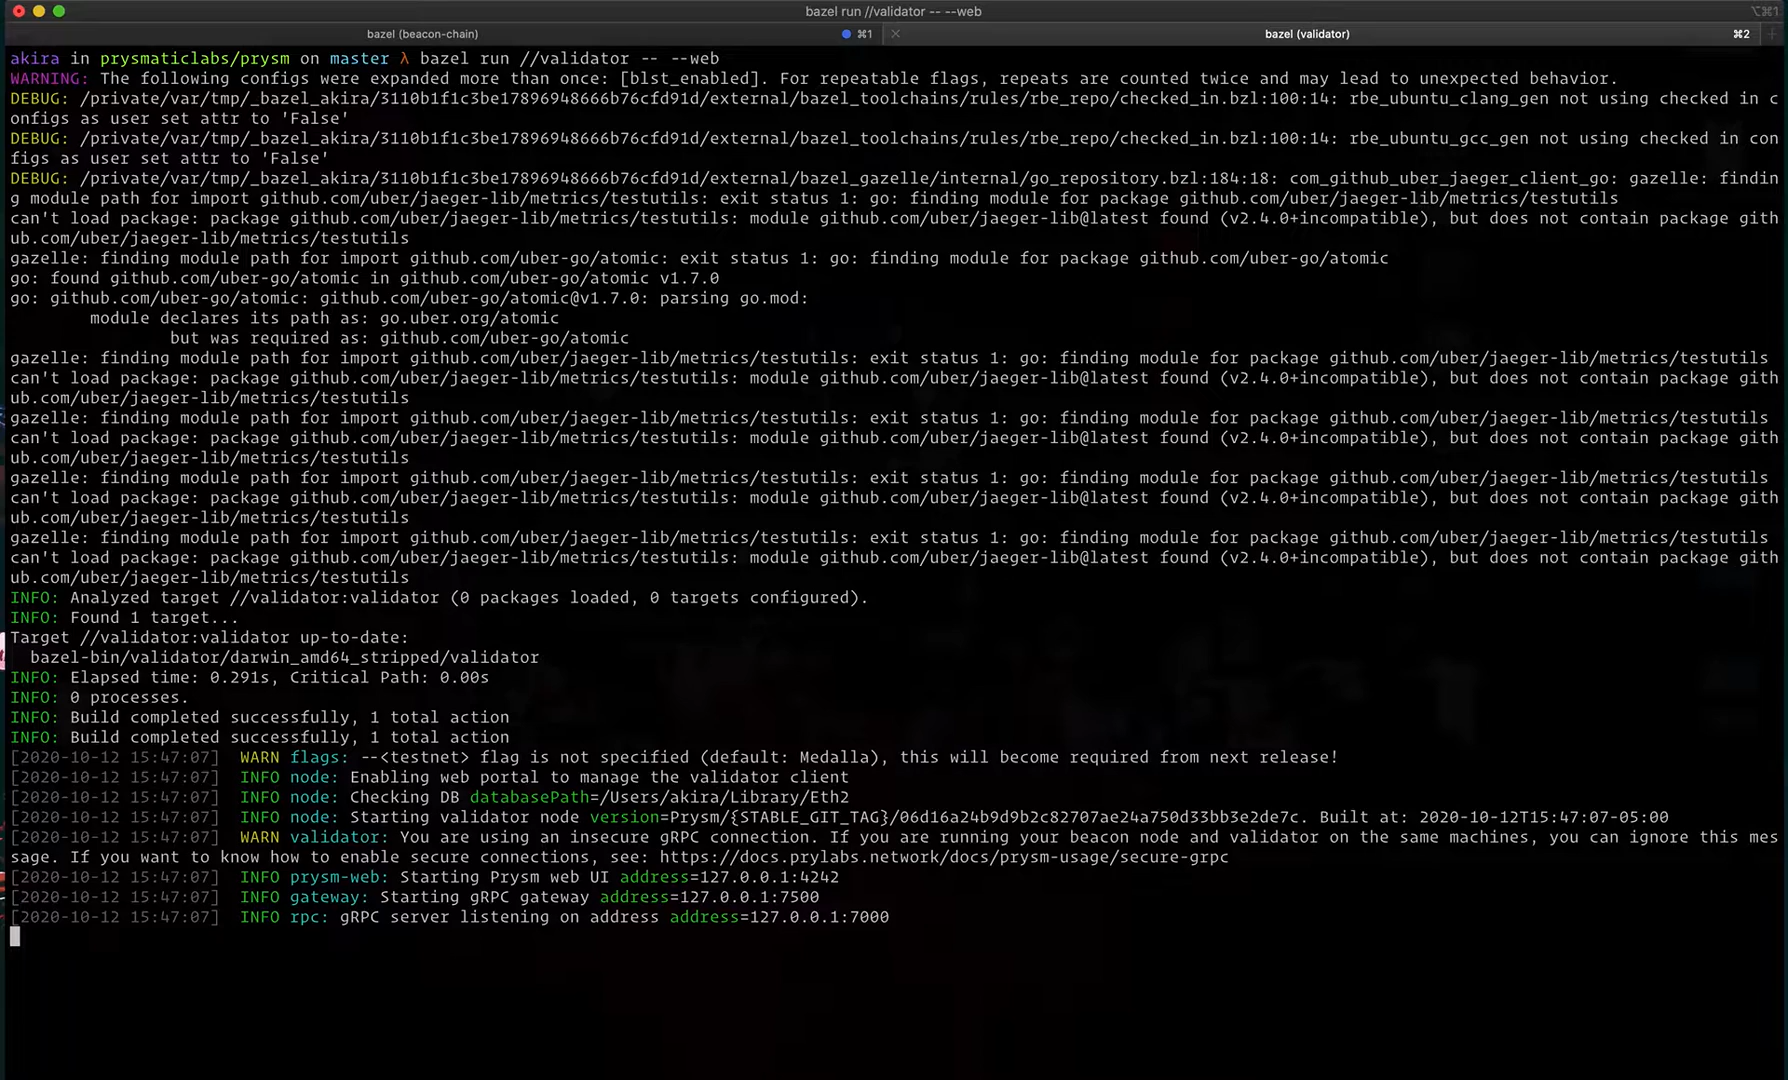 bazel run //validator -- --web
⌥⌘1
bazel (beacon-chain)
⌘1
bazel (validator)
⌘2
akira in prysmaticlabs/prysm on master λ bazel run //validator -- --web
WARNING: The following configs were expanded more than once: [blst_enabled]. For repeatable flags, repeats are counted twice and may lead to unexpected behavior.
DEBUG: /private/var/tmp/_bazel_akira/3110b1f1c3be17896948666b76cfd91d/external/bazel_toolchains/rules/rbe_repo/checked_in.bzl:100:14: rbe_ubuntu_clang_gen not using checked in c
onfigs as user set attr to 'False'
DEBUG: /private/var/tmp/_bazel_akira/3110b1f1c3be17896948666b76cfd91d/external/bazel_toolchains/rules/rbe_repo/checked_in.bzl:100:14: rbe_ubuntu_gcc_gen not using checked in con
figs as user set attr to 'False'
DEBUG: /private/var/tmp/_bazel_akira/3110b1f1c3be17896948666b76cfd91d/external/bazel_gazelle/internal/go_repository.bzl:184:18: com_github_uber_jaeger_client_go: gazelle: findin
g module path for import github.com/uber/jaeger-lib/metrics/testutils: exit status 1: go: finding module for package github.com/uber/jaeger-lib/metrics/testutils
can't load package: package github.com/uber/jaeger-lib/metrics/testutils: module github.com/uber/jaeger-lib@latest found (v2.4.0+incompatible), but does not contain package gith
ub.com/uber/jaeger-lib/metrics/testutils
gazelle: finding module path for import github.com/uber-go/atomic: exit status 1: go: finding module for package github.com/uber-go/atomic
go: found github.com/uber-go/atomic in github.com/uber-go/atomic v1.7.0
go: github.com/uber-go/atomic: github.com/uber-go/atomic@v1.7.0: parsing go.mod:
module declares its path as: go.uber.org/atomic
but was required as: github.com/uber-go/atomic
gazelle: finding module path for import github.com/uber/jaeger-lib/metrics/testutils: exit status 1: go: finding module for package github.com/uber/jaeger-lib/metrics/testutils
can't load package: package github.com/uber/jaeger-lib/metrics/testutils: module github.com/uber/jaeger-lib@latest found (v2.4.0+incompatible), but does not contain package gith
ub.com/uber/jaeger-lib/metrics/testutils
gazelle: finding module path for import github.com/uber/jaeger-lib/metrics/testutils: exit status 1: go: finding module for package github.com/uber/jaeger-lib/metrics/testutils
can't load package: package github.com/uber/jaeger-lib/metrics/testutils: module github.com/uber/jaeger-lib@latest found (v2.4.0+incompatible), but does not contain package gith
ub.com/uber/jaeger-lib/metrics/testutils
gazelle: finding module path for import github.com/uber/jaeger-lib/metrics/testutils: exit status 1: go: finding module for package github.com/uber/jaeger-lib/metrics/testutils
can't load package: package github.com/uber/jaeger-lib/metrics/testutils: module github.com/uber/jaeger-lib@latest found (v2.4.0+incompatible), but does not contain package gith
ub.com/uber/jaeger-lib/metrics/testutils
gazelle: finding module path for import github.com/uber/jaeger-lib/metrics/testutils: exit status 1: go: finding module for package github.com/uber/jaeger-lib/metrics/testutils
can't load package: package github.com/uber/jaeger-lib/metrics/testutils: module github.com/uber/jaeger-lib@latest found (v2.4.0+incompatible), but does not contain package gith
ub.com/uber/jaeger-lib/metrics/testutils
INFO: Analyzed target //validator:validator (0 packages loaded, 0 targets configured).
INFO: Found 1 target...
Target //validator:validator up-to-date:
bazel-bin/validator/darwin_amd64_stripped/validator
INFO: Elapsed time: 0.291s, Critical Path: 0.00s
INFO: 0 processes.
INFO: Build completed successfully, 1 total action
INFO: Build completed successfully, 1 total action
[2020-10-12 15:47:07]  WARN flags: --<testnet> flag is not specified (default: Medalla), this will become required from next release!
[2020-10-12 15:47:07]  INFO node: Enabling web portal to manage the validator client
[2020-10-12 15:47:07]  INFO node: Checking DB databasePath=/Users/akira/Library/Eth2
[2020-10-12 15:47:07]  INFO node: Starting validator node version=Prysm/{STABLE_GIT_TAG}/06d16a24b9d9b2c82707ae24a750d33bb3e2de7c. Built at: 2020-10-12T15:47:07-05:00
[2020-10-12 15:47:07]  WARN validator: You are using an insecure gRPC connection. If you are running your beacon node and validator on the same machines, you can ignore this mes
sage. If you want to know how to enable secure connections, see: https://docs.prylabs.network/docs/prysm-usage/secure-grpc
[2020-10-12 15:47:07]  INFO prysm-web: Starting Prysm web UI address=127.0.0.1:4242
[2020-10-12 15:47:07]  INFO gateway: Starting gRPC gateway address=127.0.0.1:7500
[2020-10-12 15:47:07]  INFO rpc: gRPC server listening on address address=127.0.0.1:7000